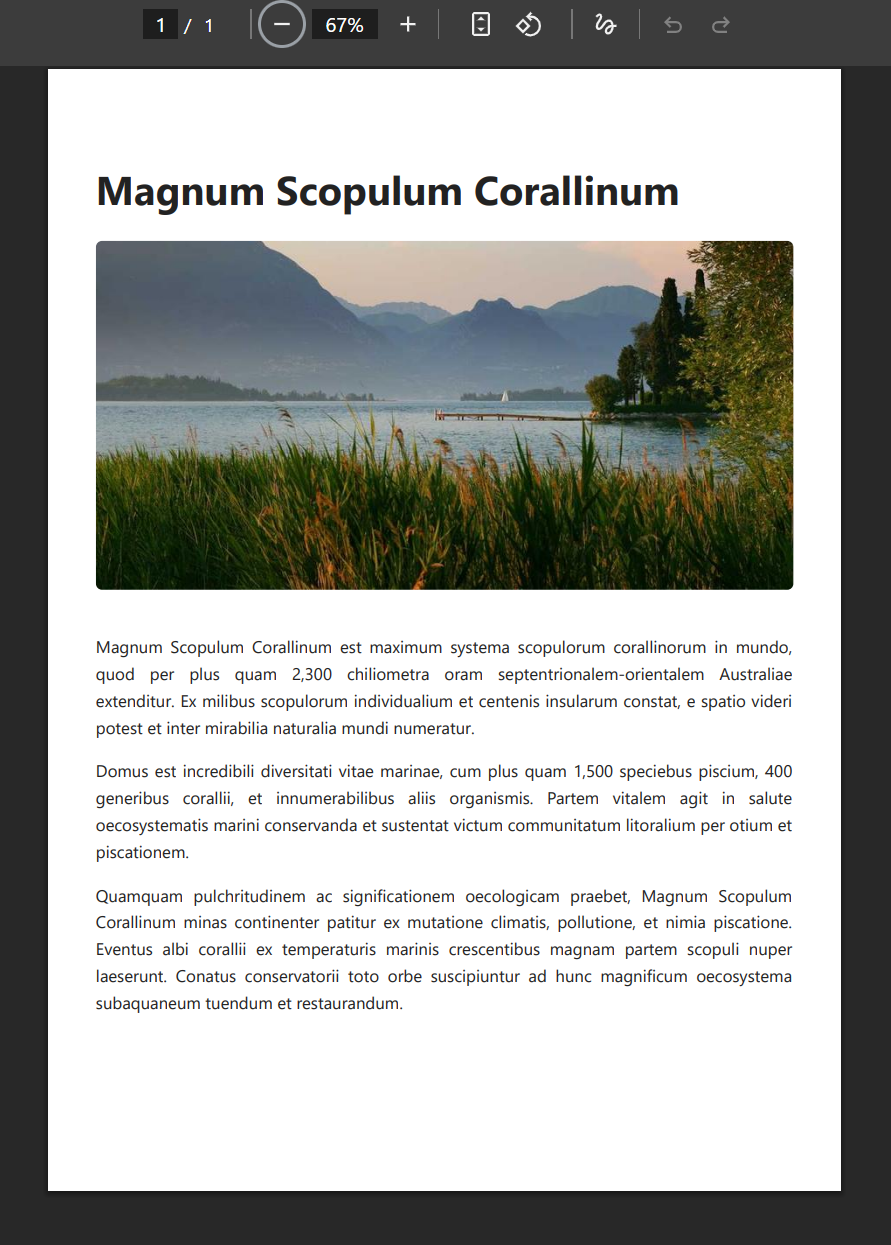 1 / 1 67%
Magnum Scopulum Corallinum
Magnum Scopulum Corallinum est maximum systema scopulorum corallinorum in mundo,
quod per plus quam 2,300 chiliometra oram septentrionalem-orientalem Australiae
extenditur. Ex milibus scopulorum individualium et centenis insularum constat, e spatio videri
potest et inter mirabilia naturalia mundi numeratur.
Domus est incredibili diversitati vitae marinae, cum plus quam 1,500 speciebus piscium, 400
generibus corallii, et innumerabilibus aliis organismis. Partem vitalem agit in salute
oecosystematis marini conservanda et sustentat victum communitatum litoralium per otium et
piscationem.
Quamquam pulchritudinem ac significationem oecologicam praebet, Magnum Scopulum
Corallinum minas continenter patitur ex mutatione climatis, pollutione, et nimia piscatione.
Eventus albi corallii ex temperaturis marinis crescentibus magnam partem scopuli nuper
laeserunt. Conatus conservatorii toto orbe suscipiuntur ad hunc magnificum oecosystema
subaquaneum tuendum et restaurandum.